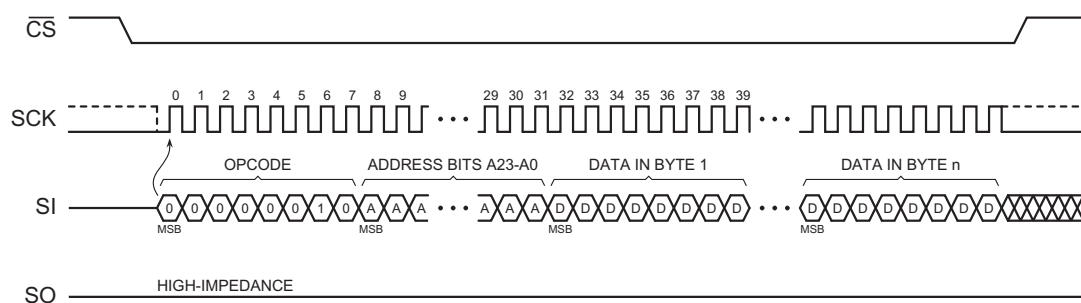 CS
SCK
0 1 2 3 4 5 6 7 8 9 29 30 31 32 33 34 35 36 37 38 39
OPCODE ADDRESS BITS A23-A0 DATA IN BYTE 1 DATA IN BYTE n
SI
0 0 0 0 0 0 1 0 A A A A A A D D D D D D D D D D D D D D D D
MSB MSB MSB MSB
SO
HIGH-IMPEDANCE